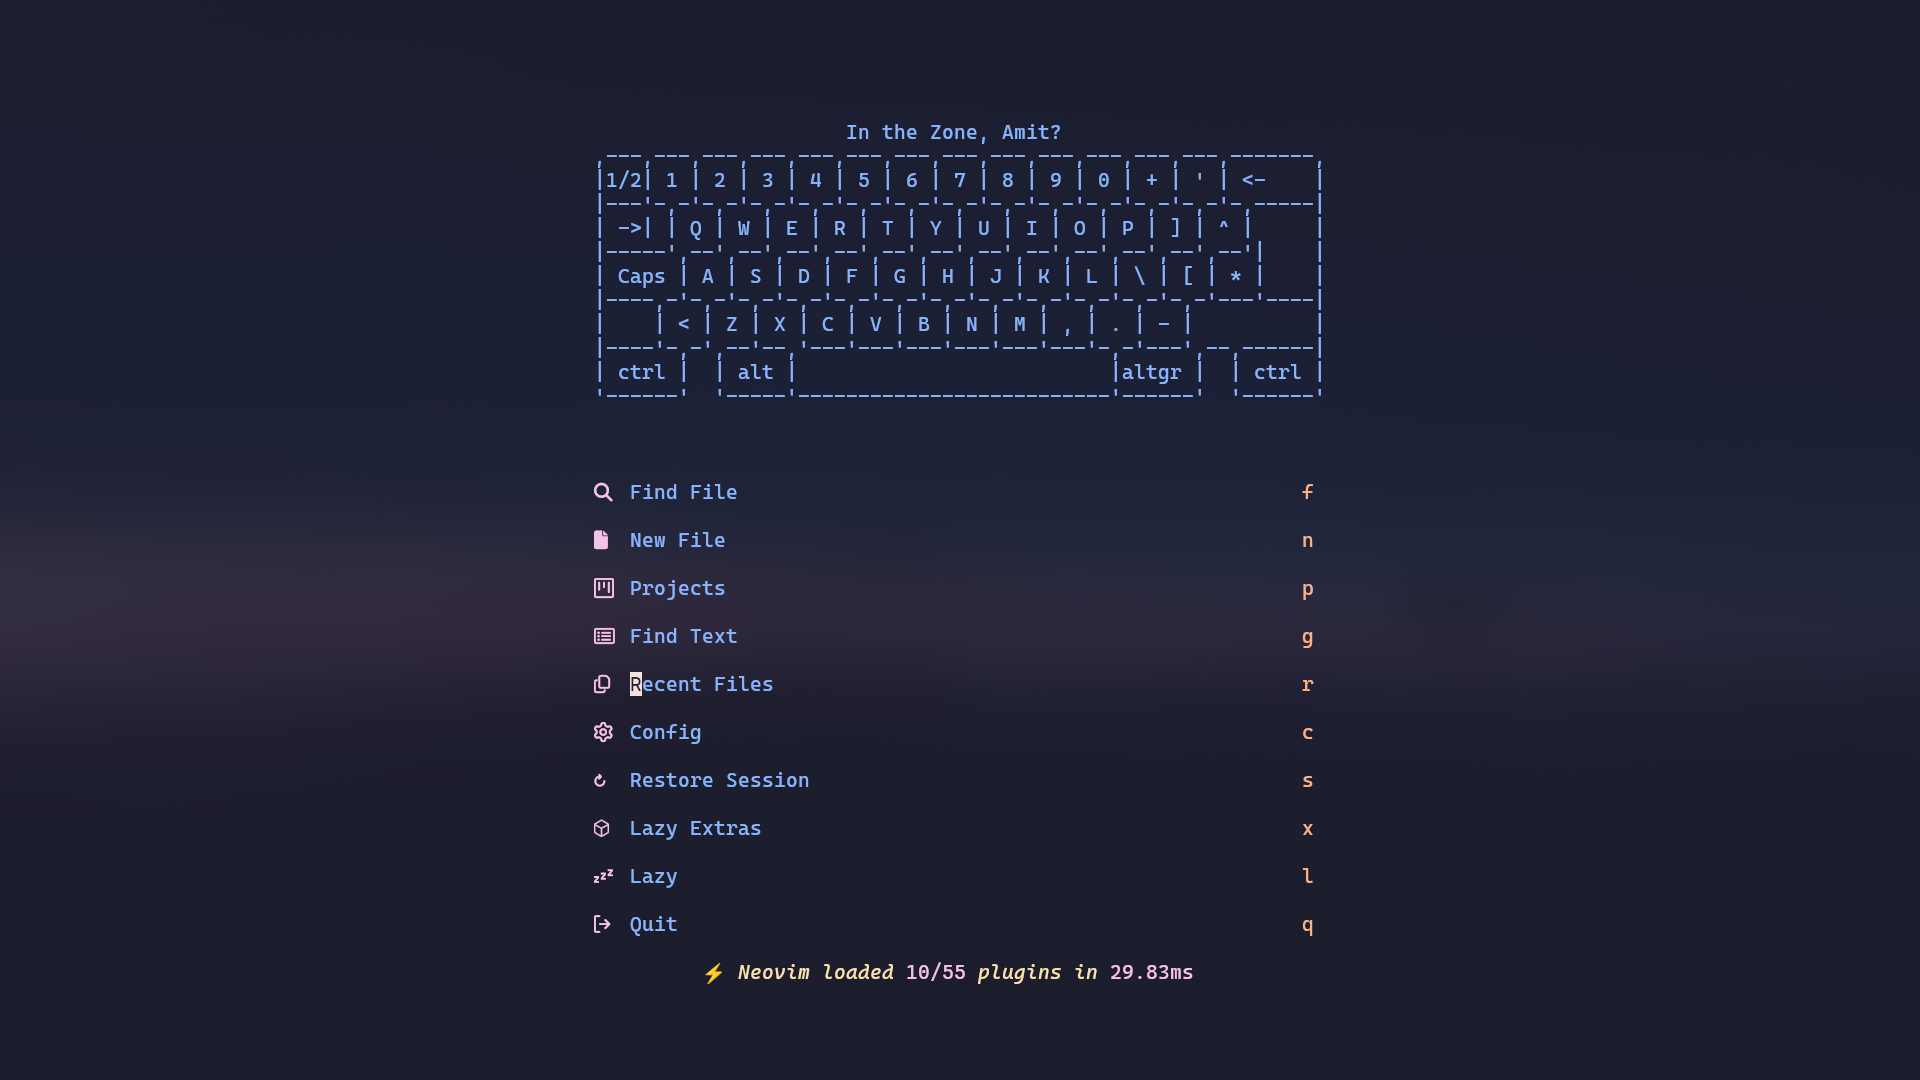 In the Zone, Amit?
,---,---,---,---,---,---,---,---,---,---,---,---,---,-------,
|1/2| 1 | 2 | 3 | 4 | 5 | 6 | 7 | 8 | 9 | 0 | + | ' | <-    |
|---'-,-'-,-'-,-'-,-'-,-'-,-'-,-'-,-'-,-'-,-'-,-'-,-'-,-----|
| ->| | Q | W | E | R | T | Y | U | I | O | P | ] | ^ |     |
|-----',--',--',--',--',--',--',--',--',--',--',--',--'|    |
| Caps | A | S | D | F | G | H | J | K | L | \ | [ | * |    |
|----,-'-,-'-,-'-,-'-,-'-,-'-,-'-,-'-,-'-,-'-,-'-,-'---'----|
|    | < | Z | X | C | V | B | N | M | , | . | - |          |
|----'-,-',--'--,'---'---'---'---'---'---'-,-'---',--,------|
| ctrl |  | alt |                          |altgr |  | ctrl |
'------'  '-----'--------------------------'------'  '------'
Find File f
New File n
Projects p
Find Text g
Recent Files r
Config c
Restore Session s
Lazy Extras x
Lazy l
Quit q
⚡ Neovim loaded 10/55 plugins in 29.83ms